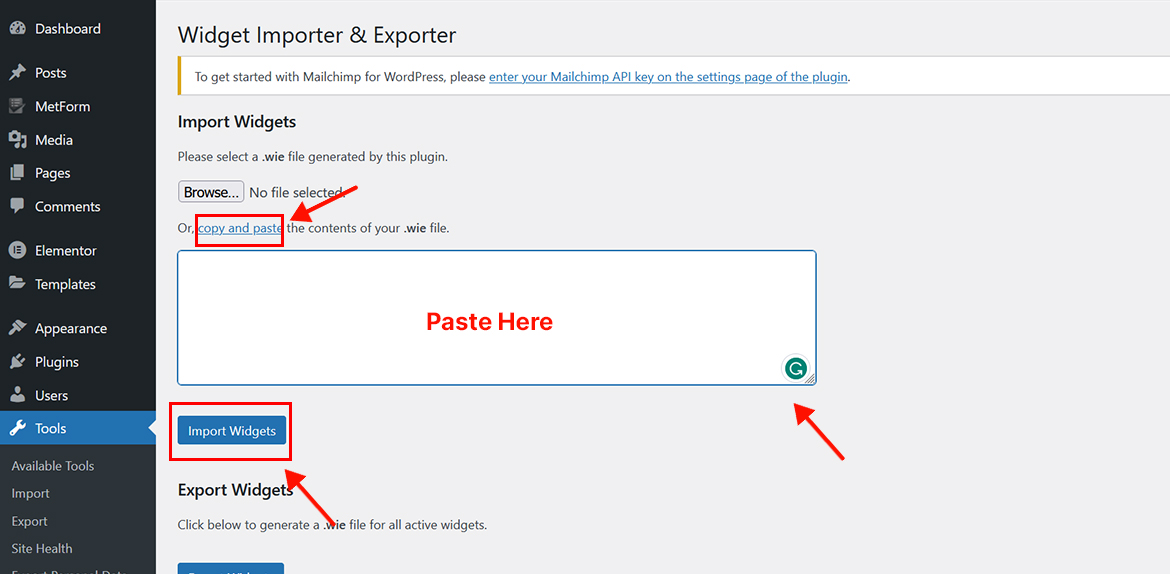 Dashboard
Posts
MetForm
Media
Pages
Comments
Elementor
Templates
Appearance
Plugins
Users
Tools
Available Tools
Import
Export
Site Health
Widget Importer & Exporter
To get started with Mailchimp for WordPress, please enter your Mailchimp API key on the settings page of the plugin.
Import Widgets
Please select a .wie file generated by this plugin.
Browse... No file selected.
Or, copy and paste the contents of your .wie file.
Paste Here
Import Widgets
Export Widgets
Click below to generate a .wie file for all active widgets.